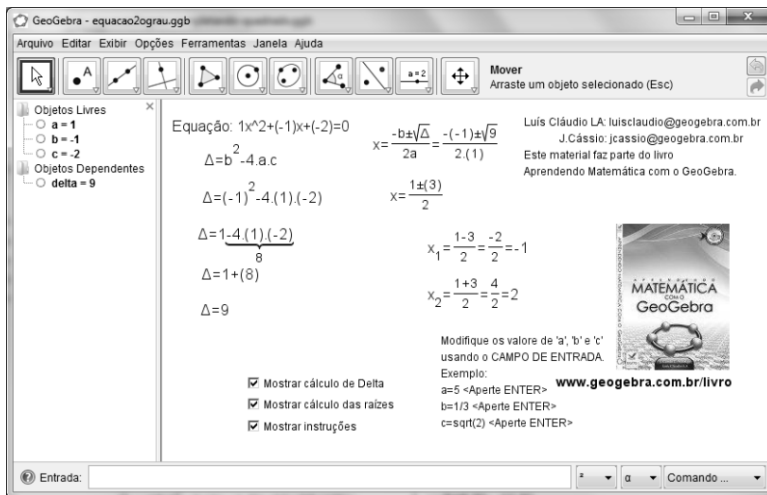 GeoGebra - equacao2ograu.ggb
Arquivo Editar Exibir Opções Ferramentas Janela Ajuda
A
α
a=2
Mover
Arraste um objeto selecionado (Esc)
Objetos Livres
a = 1
b = -1
c = -2
Objetos Dependentes
delta = 9
Equação: 1x^2+(-1)x+(-2)=0
Δ=b²-4.a.c
Δ=(-1)²-4.(1).(-2)
Δ=1-4.(1).(-2)
8
Δ=1+(8)
Δ=9
x=-b±√Δ/2a=-(-1)±√9/2.(1)
x=1±(3)/2
x₁=1-3/2=-2/2=-1
x₂=1+3/2=4/2=2
Luís Cláudio LA: luisclaudio@geogebra.com.br
J.Cássio: jcassio@geogebra.com.br
Este material faz parte do livro
Aprendendo Matemática com o GeoGebra.
APRENDENDO
MATEMÁTICA
COM O
GeoGebra
www.geogebra.com.br/livro
Modifique os valore de 'a', 'b' e 'c'
usando o CAMPO DE ENTRADA.
Exemplo:
a=5 <Aperte ENTER>
b=1/3 <Aperte ENTER>
c=sqrt(2) <Aperte ENTER>
Mostrar cálculo de Delta
Mostrar cálculo das raízes
Mostrar instruções
Entrada:
²
α
Comando ...